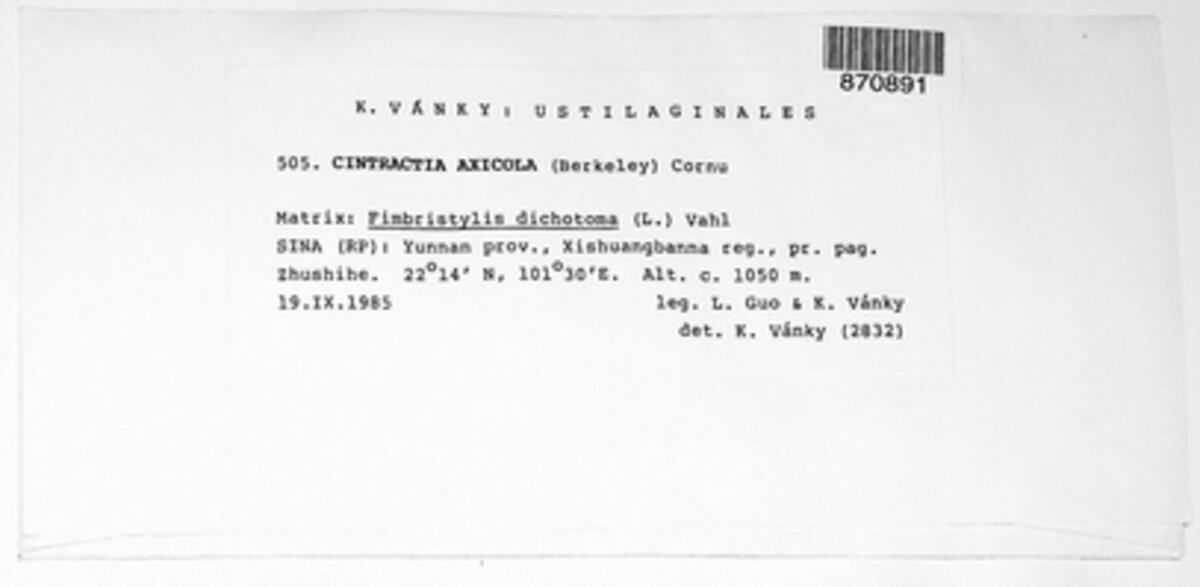 870891
K. VÁNKY: USTILAGINALES
505. CINTRACTIA AXICOLA (Berkeley) Cornu
Matrix: Fimbristylis dichotoma (L.) Vahl
SINA (RP): Yunnan prov., Xishuangbanna reg., pr. pag.
Zhushihe. 22°14' N, 101°30'E. Alt. c. 1050 m.
19.IX.1985 leg. L. Guo & K. Vánky
det. K. Vánky (2832)